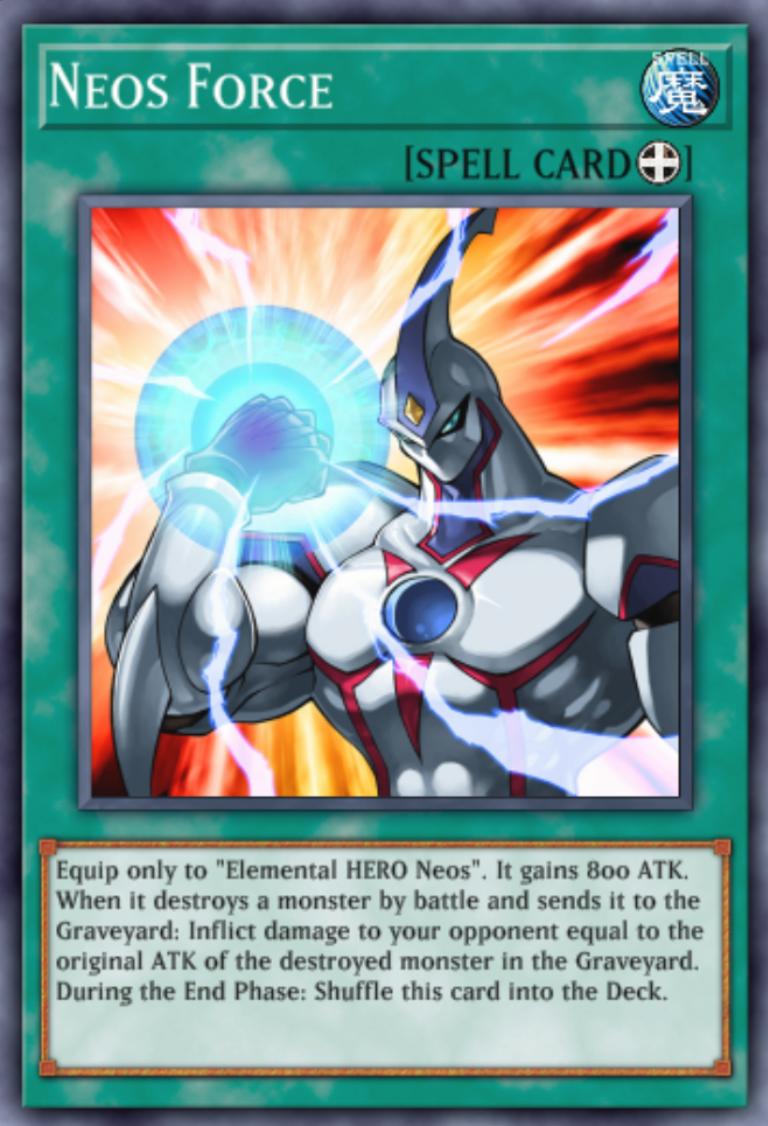 NEOS FORCE
SPELL
魔
[SPELL CARD]
Equip only to "Elemental HERO Neos". It gains 800 ATK.
When it destroys a monster by battle and sends it to the
Graveyard: Inflict damage to your opponent equal to the
original ATK of the destroyed monster in the Graveyard.
During the End Phase: Shuffle this card into the Deck.